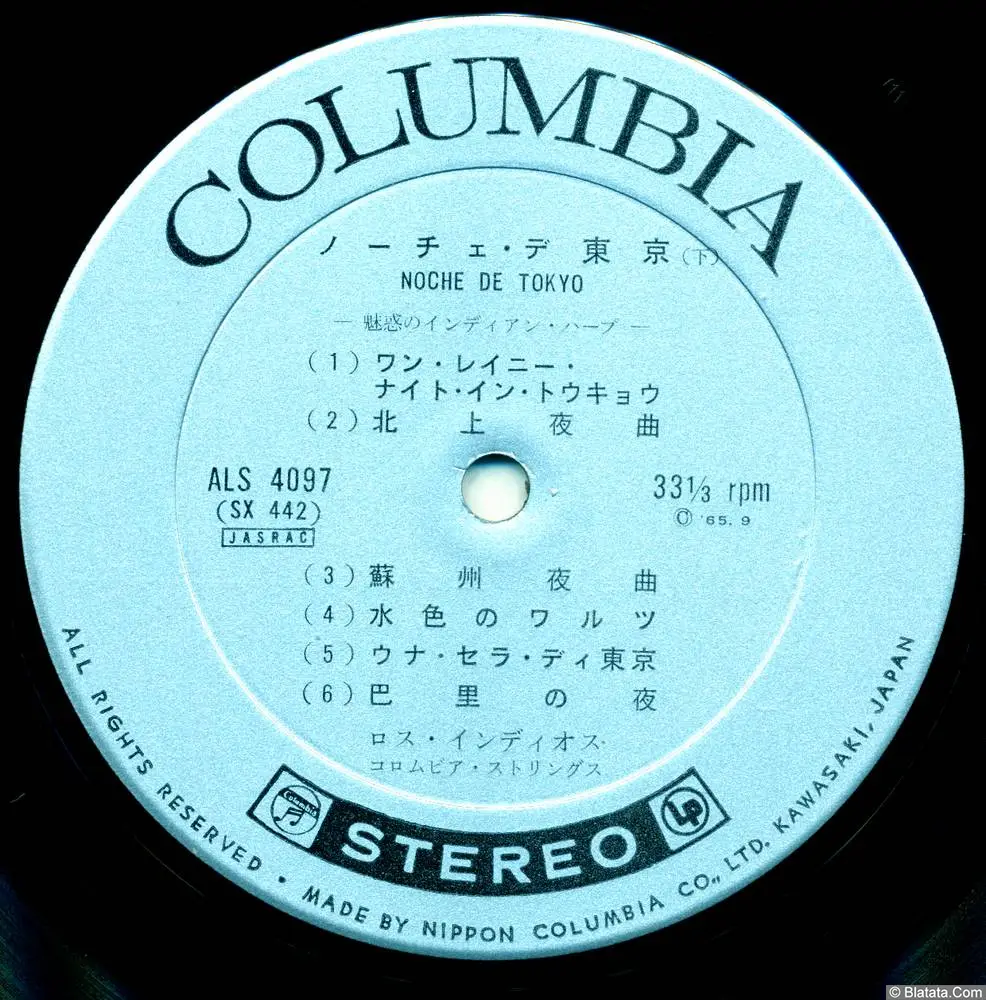 COLUMBIA
ノーチェ・デ東京(下)
NOCHE DE TOKYO
— 魅惑のインディアン・ハープ —
(1) ワン・レイニー・
ナイト・イン・トウキョウ
(2) 北上夜曲
ALS 4097
(SX 442)
JASRAC
33⅓ rpm
Ⓟ '65. 9
(3) 蘇州夜曲
(4) 水色のワルツ
(5) ウナ・セラ・ディ東京
(6) 巴里の夜
ロス・インディオス
コロムビア・ストリングス
Columbia
STEREO
LP
ALL RIGHTS RESERVED • MADE BY NIPPON COLUMBIA CO., LTD. KAWASAKI, JAPAN
© Blatata.Com